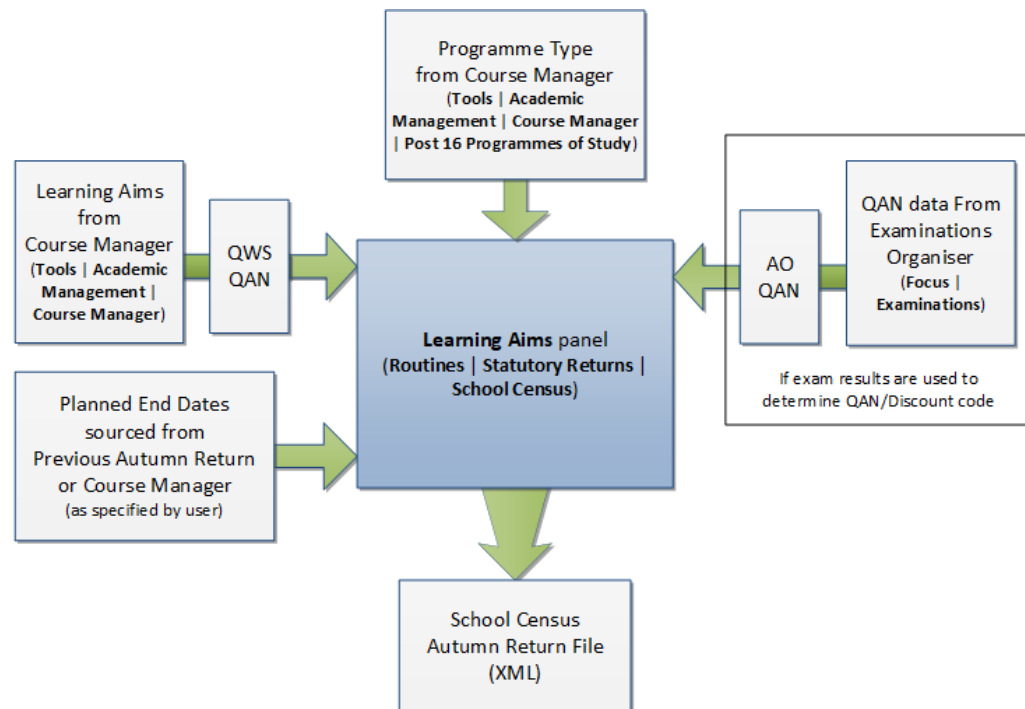 Programme Type
from Course Manager
(Tools | Academic
Management | Course Manager
| Post 16 Programmes of Study)
Learning Aims
from
Course Manager
(Tools | Academic
Management |
Course Manager)
QWS
QAN
AO
QAN
QAN data From
Examinations
Organiser
(Focus |
Examinations)
If exam results are used to
determine QAN/Discount code
Learning Aims panel
(Routines | Statutory Returns |
School Census)
Planned End Dates
sourced from
Previous Autumn Return
or Course Manager
(as specified by user)
School Census
Autumn Return File
(XML)